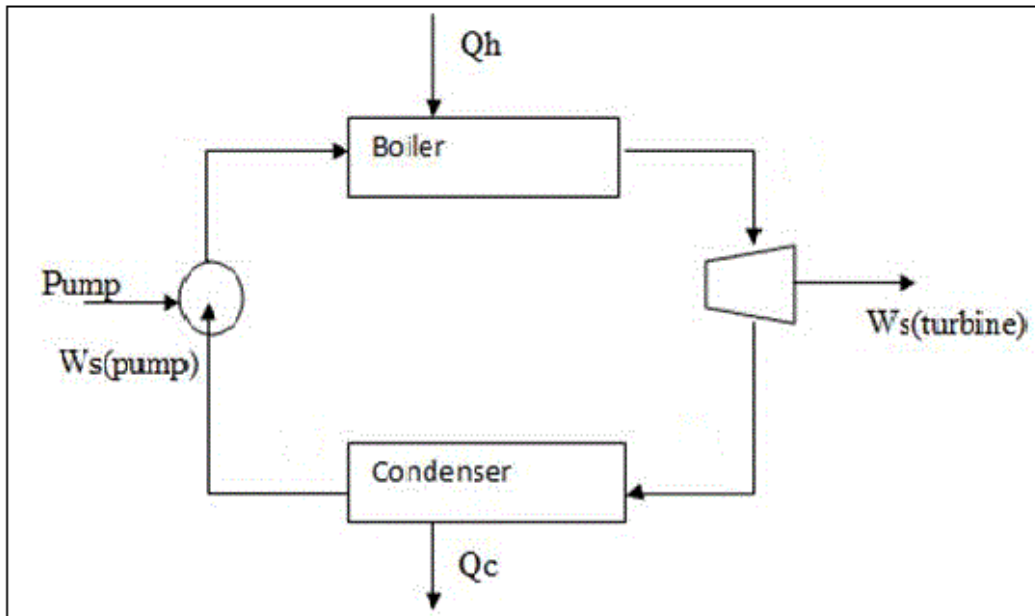 Qh
Boiler
Pump
Ws(pump)
Ws(turbine)
Condenser
Qc